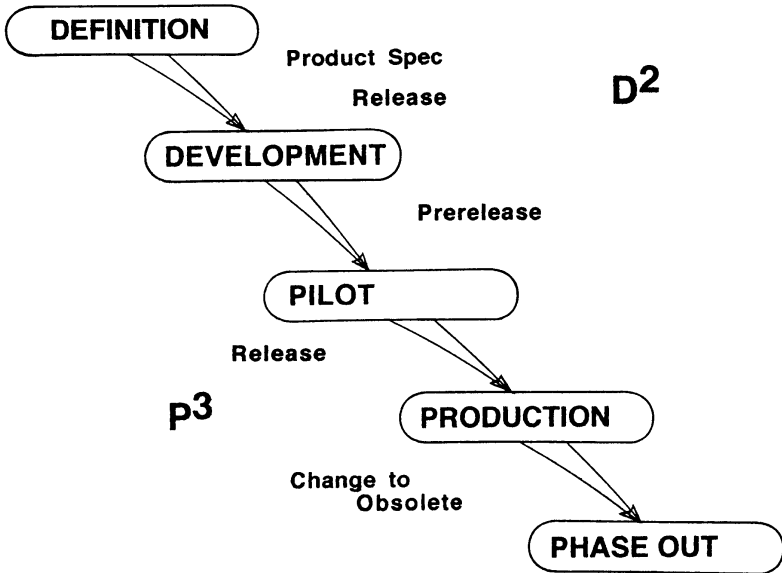 DEFINITION
Product Spec
Release
D²
DEVELOPMENT
Prerelease
PILOT
Release
P³
PRODUCTION
Change to
Obsolete
PHASE OUT